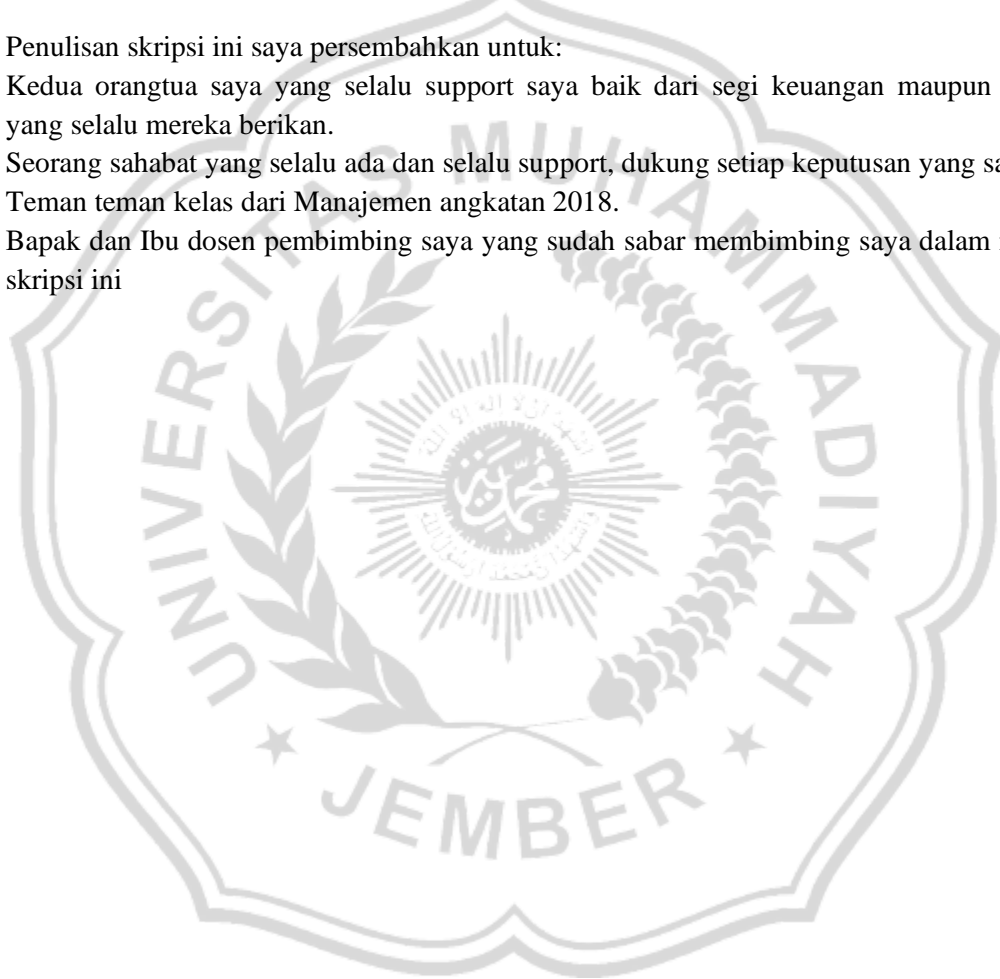 Penulisan skripsi ini saya persembahkan untuk:
Kedua orangtua saya yang selalu support saya baik dari segi keuangan maupun
yang selalu mereka berikan.
Seorang sahabat yang selalu ada dan selalu support, dukung setiap keputusan yang
Teman teman kelas dari Manajemen angkatan 2018.
Bapak dan Ibu dosen pembimbing saya yang sudah sabar membimbing saya dalam
skripsi ini
UNIVERSITAS MUHAMMADIYAH
JEMBER